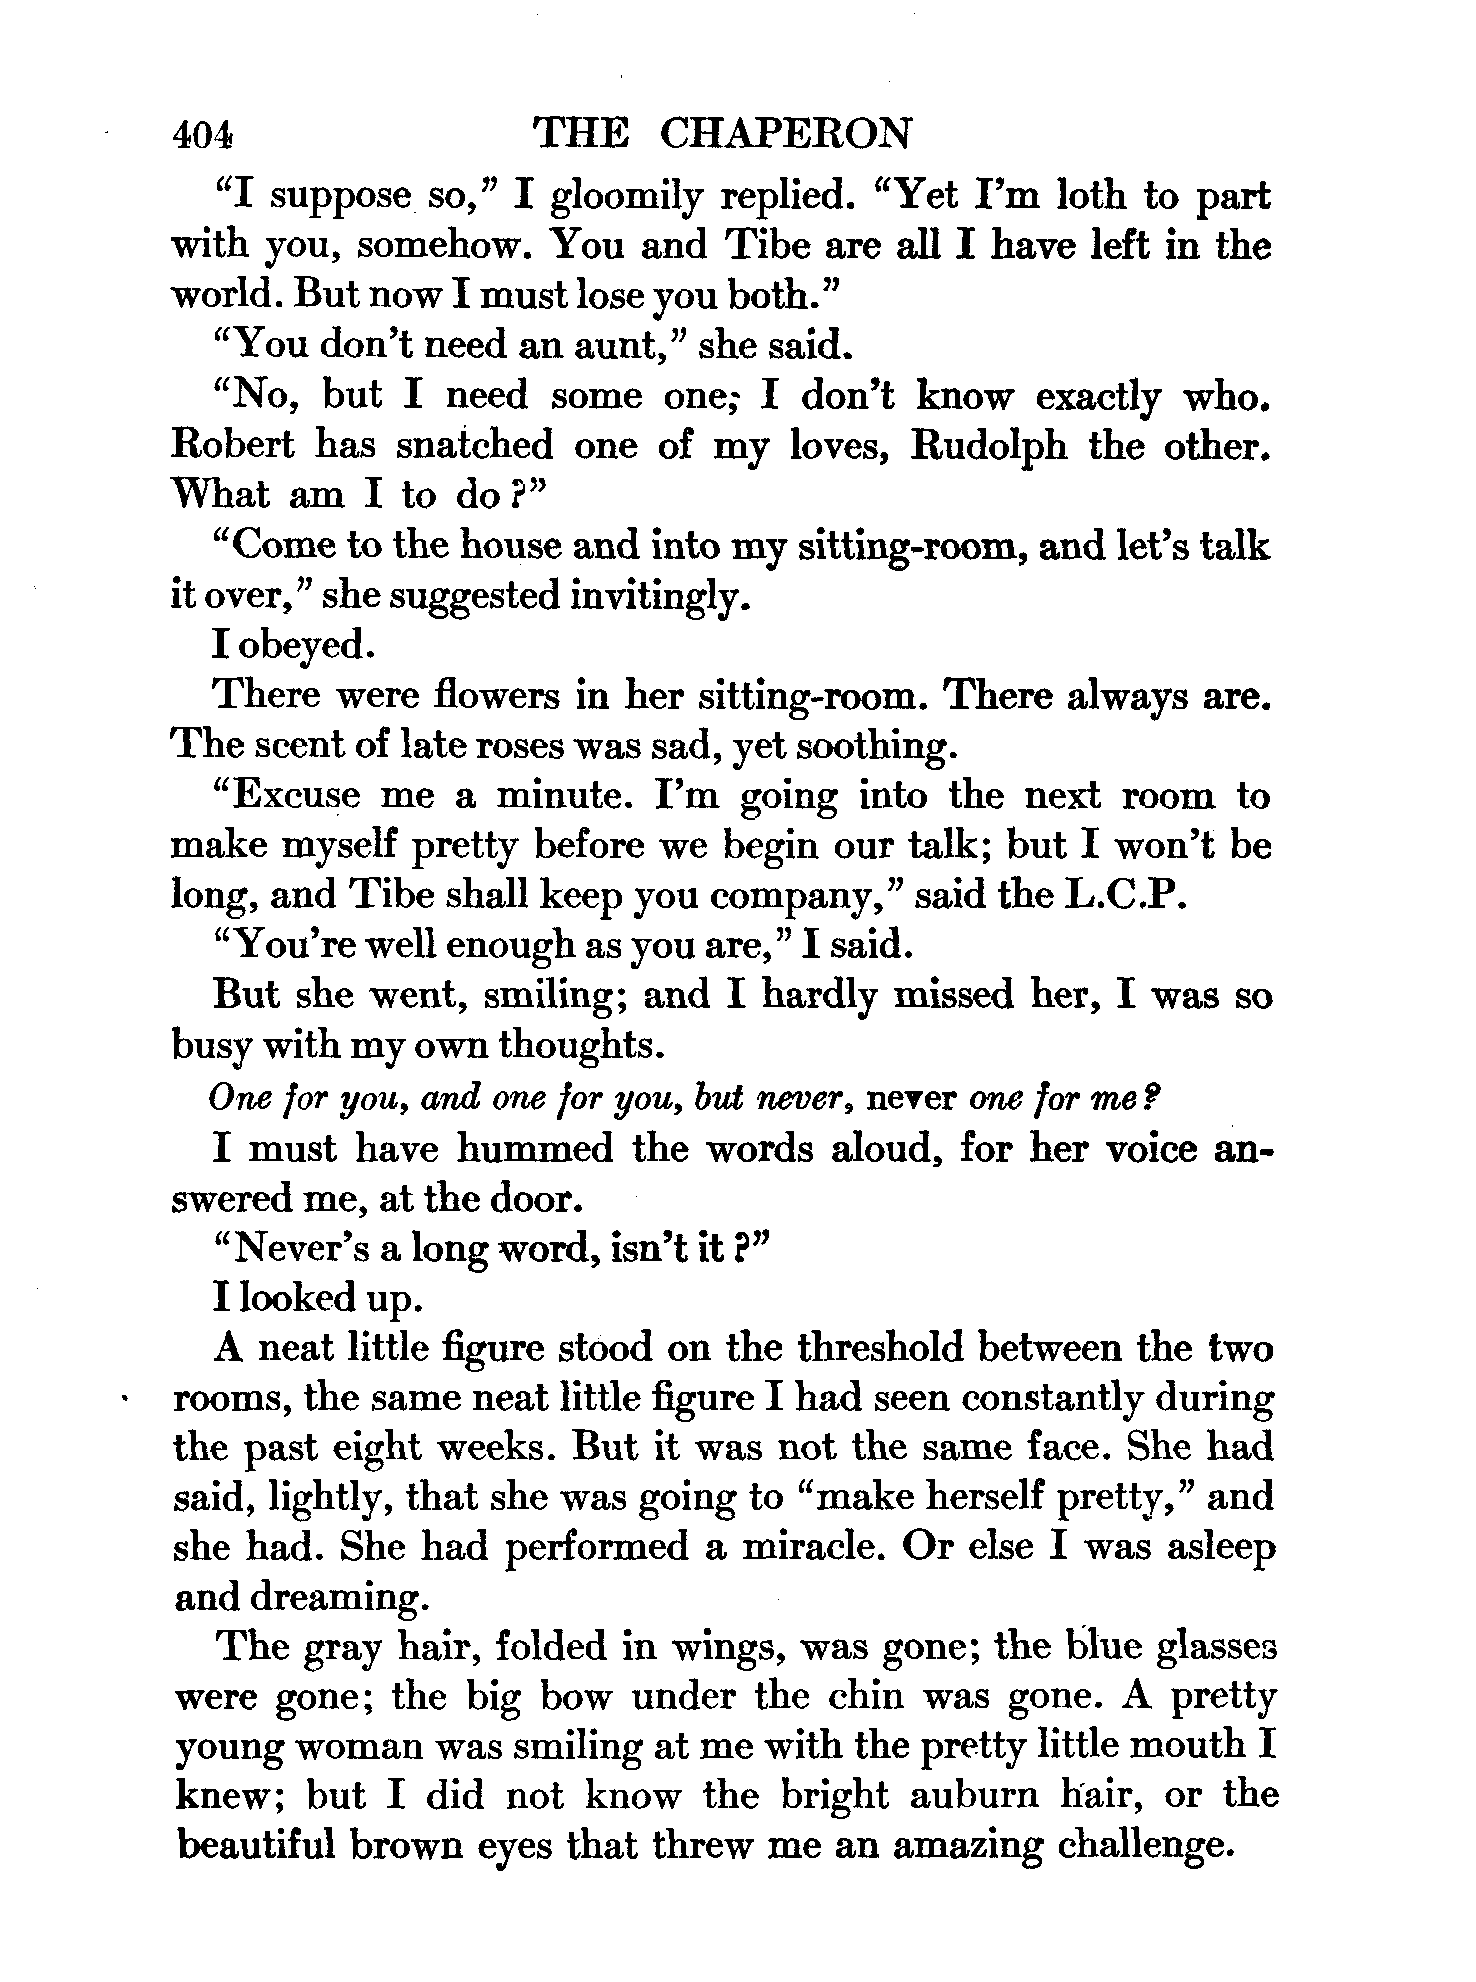 404 THE CHAPERON
“I suppose so,” I gloomily replied. “Yet I’m loth to part
with you, somehow. You and Tibe are all I have left in the
world. But now I must lose you both.”
“You don’t need an aunt,” she said.
“No, but I need some one; I don’t know exactly who.
Robert has snatched one of my loves, Rudolph the other.
What am I to do?”
“Come to the house and into my sitting-room, and let’s talk
it over,” she suggested invitingly.
I obeyed.
There were flowers in her sitting-room. There always are.
The scent of late roses was sad, yet soothing.
“Excuse me a minute. I’m going into the next room to
make myself pretty before we begin our talk; but I won’t be
long, and Tibe shall keep you company,” said the L.C.P.
“You’re well enough as you are,” I said.
But she went, smiling; and I hardly missed her, I was so
busy with my own thoughts.
One for you, and one for you, but never, never one for me?
I must have hummed the words aloud, for her voice an-
swered me, at the door.
“Never’s a long word, isn’t it?”
I looked up.
A neat little figure stood on the threshold between the two
rooms, the same neat little figure I had seen constantly during
the past eight weeks. But it was not the same face. She had
said, lightly, that she was going to “make herself pretty,” and
she had. She had performed a miracle. Or else I was asleep
and dreaming.
The gray hair, folded in wings, was gone; the blue glasses
were gone; the big bow under the chin was gone. A pretty
young woman was smiling at me with the pretty little mouth I
knew; but I did not know the bright auburn hair, or the
beautiful brown eyes that threw me an amazing challenge.